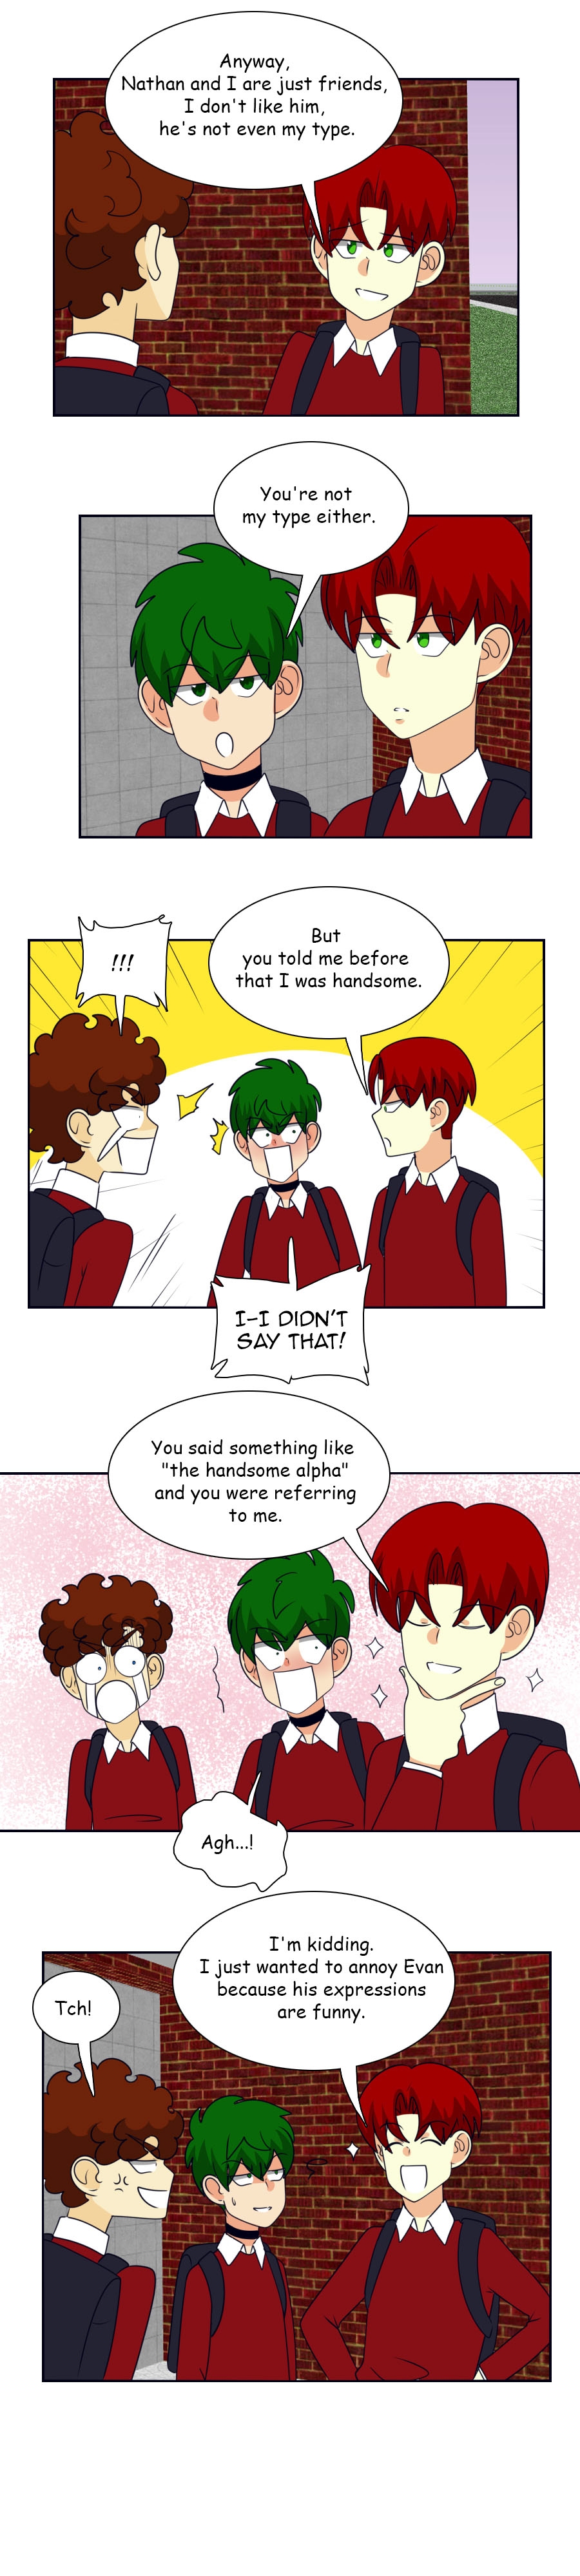 Anyway,
Nathan and I are just friends,
I don't like him,
he's not even my type.
You're not
my type either.
!!!
But
you told me before
that I was handsome.
I-I DIDN'T
SAY THAT!
You said something like
"the handsome alpha"
and you were referring
to me.
Agh...!
I'm kidding.
I just wanted to annoy Evan
because his expressions
are funny.
Tch!